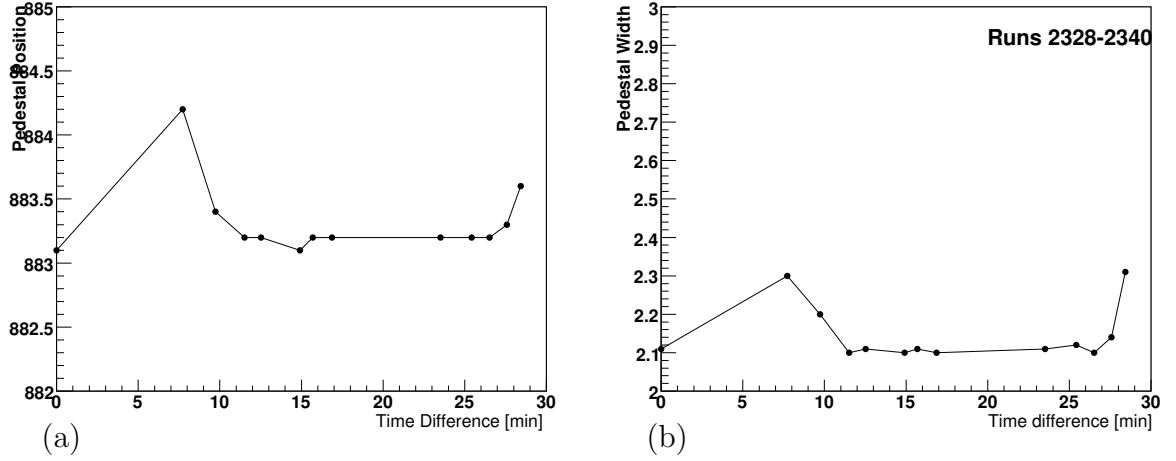 Pedestal Position
885
884.5
884
883.5
883
882.5
882
0 5 10 15 20 25 30
Time Difference [min]
(a)
Pedestal Width
Runs 2328-2340
3
2.9
2.8
2.7
2.6
2.5
2.4
2.3
2.2
2.1
2
0 5 10 15 20 25 30
Time difference [min]
(b)